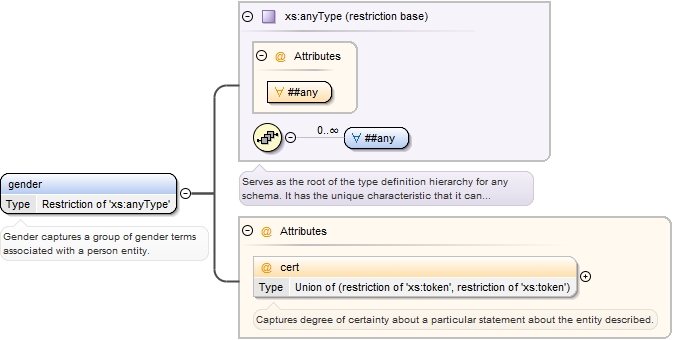 xs:anyType (restriction base)
@ Attributes
∀ ##any
0..∞
∀ ##any
Serves as the root of the type definition hierarchy for any
schema. It has the unique characteristic that it can...
gender
Type Restriction of 'xs:anyType'
Gender captures a group of gender terms
associated with a person entity.
@ Attributes
@ cert
Type Union of (restriction of 'xs:token', restriction of 'xs:token')
Captures degree of certainty about a particular statement about the entity described.